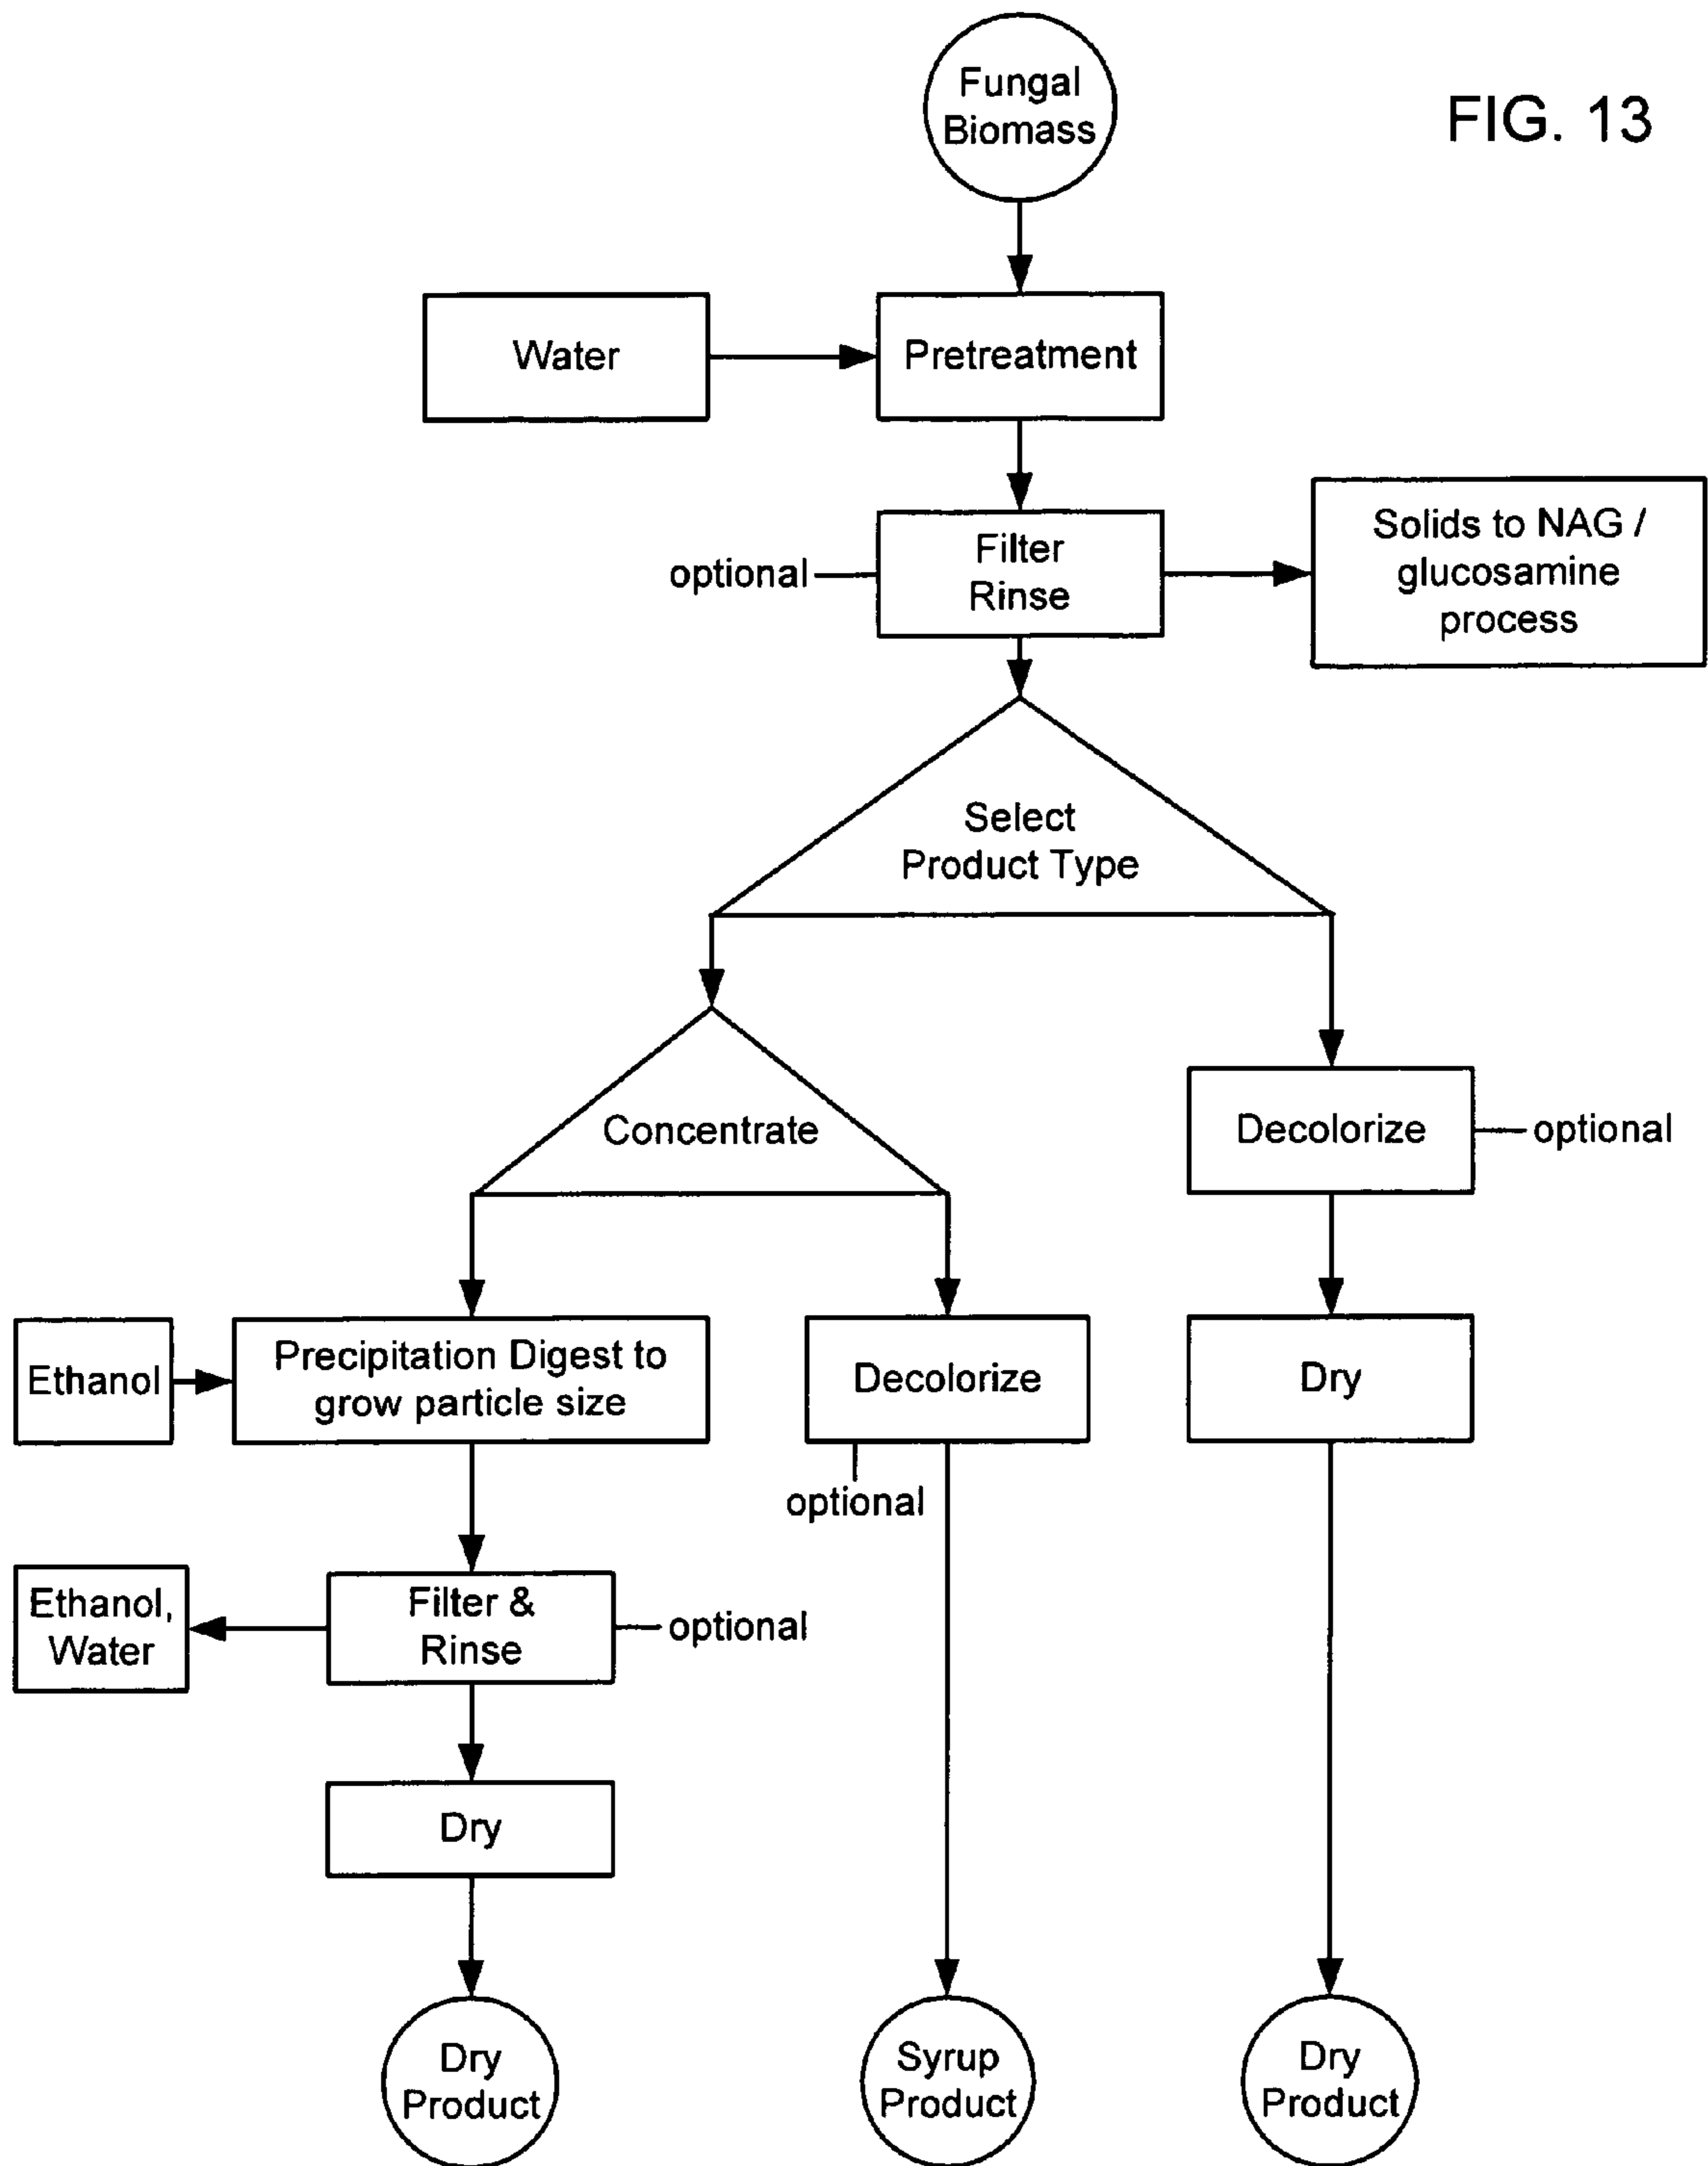 Fungal
Biomass
FIG. 13
Water
Pretreatment
optional
Filter
Rinse
Solids to NAG /
glucosamine
process
Select
Product Type
Concentrate
Decolorize
optional
Ethanol
Precipitation Digest to
grow particle size
Decolorize
optional
Dry
Ethanol,
Water
Filter &
Rinse
optional
Dry
Dry
Product
Syrup
Product
Dry
Product